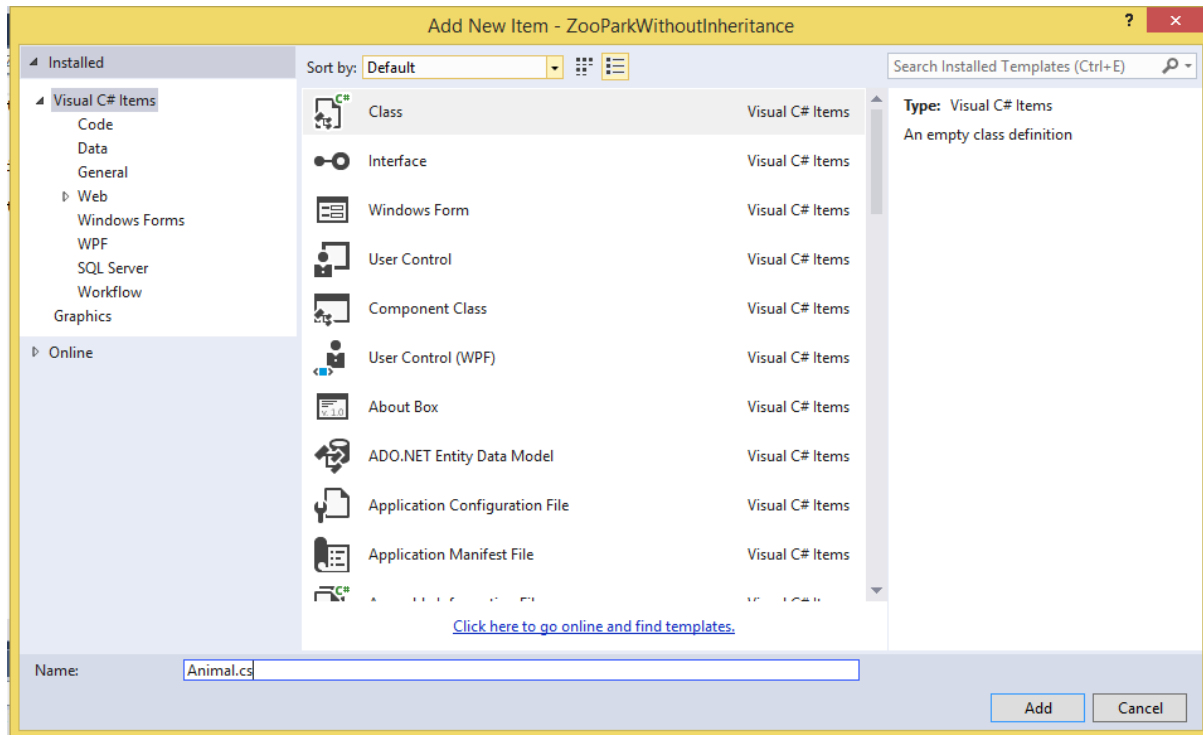 Add New Item - ZooParkWithoutInheritance
? ×
Installed
Sort by: Default
Search Installed Templates (Ctrl+E)
Visual C# Items
Code
Data
General
Web
Windows Forms
WPF
SQL Server
Workflow
Graphics
Online
C# Class Visual C# Items
Interface Visual C# Items
Windows Form Visual C# Items
User Control Visual C# Items
Component Class Visual C# Items
User Control (WPF) Visual C# Items
v. 1.0 About Box Visual C# Items
ADO.NET Entity Data Model Visual C# Items
Application Configuration File Visual C# Items
Application Manifest File Visual C# Items
C#
Click here to go online and find templates.
Type: Visual C# Items
An empty class definition
Name: Animal.cs
Add Cancel